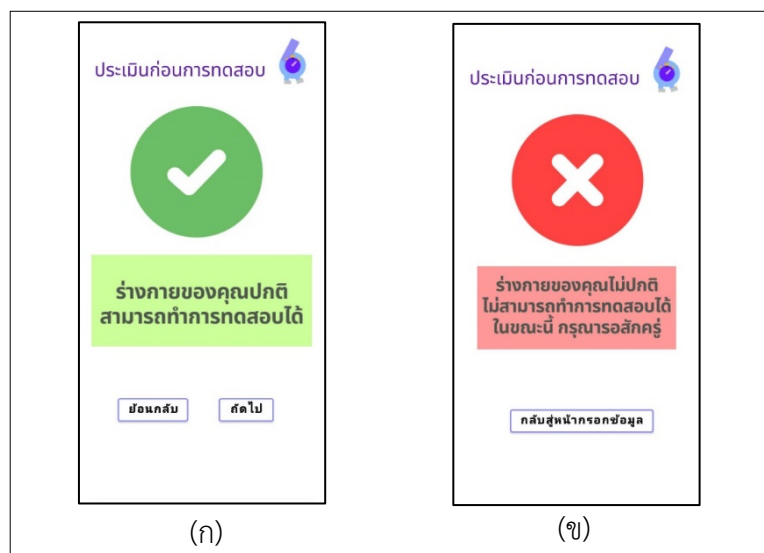 ประเมินก่อนการทดสอบ
ร่างกายของคุณปกติ
สามารถทำการทดสอบได้
ย้อนกลับ
ถัดไป
(ก)
ประเมินก่อนการทดสอบ
ร่างกายของคุณไม่ปกติ
ไม่สามารถทำการทดสอบได้
ในขณะนี้ กรุณารอสักครู่
กลับสู่หน้ากรอกข้อมูล
(ข)